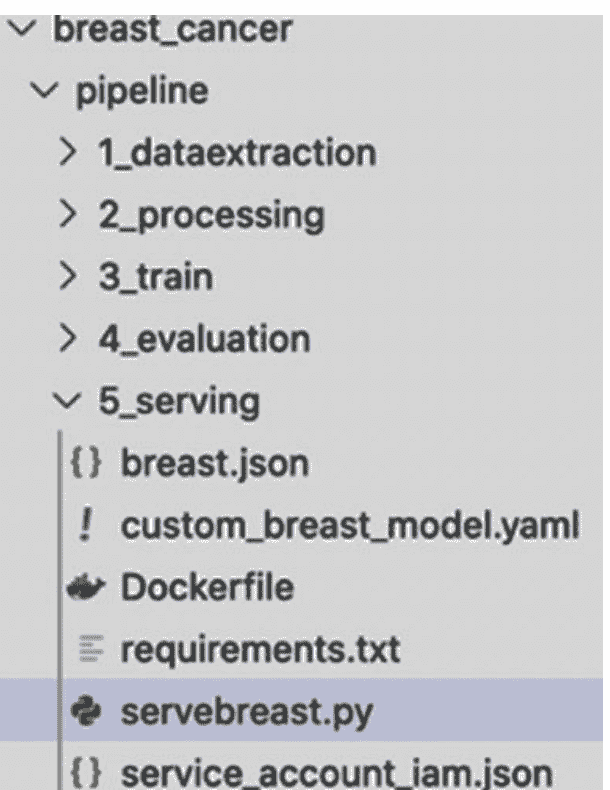 breast_cancer
pipeline
1_dataextraction
2_processing
3_train
4_evaluation
5_serving
{} breast.json
! custom_breast_model.yaml
Dockerfile
requirements.txt
servebreast.py
{} service_account_iam.json